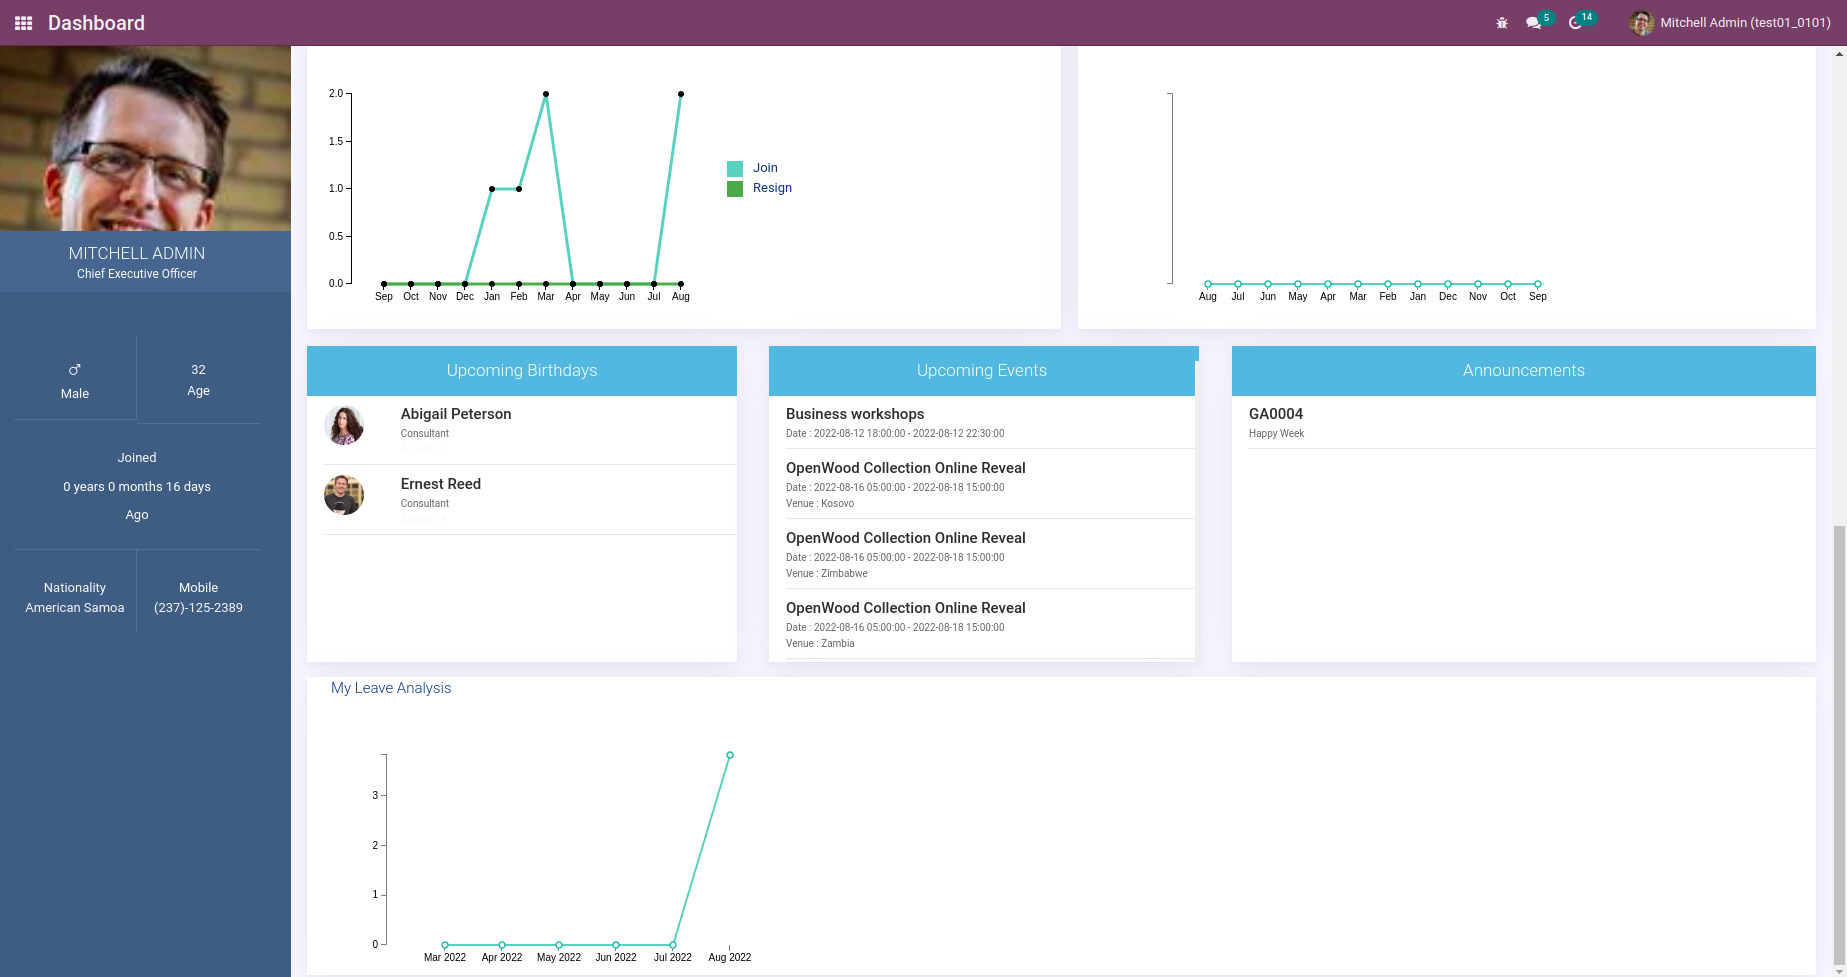 Dashboard
5
14
Mitchell Admin (test01_0101)
MITCHELL ADMIN
Chief Executive Officer
Male
32
Age
Joined
0 years 0 months 16 days
Ago
Nationality
American Samoa
Mobile
(237)-125-2389
2.0
1.5
1.0
0.5
0.0
Sep Oct Nov Dec Jan Feb Mar Apr May Jun Jul Aug
Join
Resign
Aug Jul Jun May Apr Mar Feb Jan Dec Nov Oct Sep
Upcoming Birthdays
Abigail Peterson
Consultant
Ernest Reed
Consultant
Upcoming Events
Business workshops
Date : 2022-08-12 18:00:00 - 2022-08-12 22:30:00
OpenWood Collection Online Reveal
Date : 2022-08-16 05:00:00 - 2022-08-18 15:00:00
Venue : Kosovo
OpenWood Collection Online Reveal
Date : 2022-08-16 05:00:00 - 2022-08-18 15:00:00
Venue : Zimbabwe
OpenWood Collection Online Reveal
Date : 2022-08-16 05:00:00 - 2022-08-18 15:00:00
Venue : Zambia
Announcements
GA0004
Happy Week
My Leave Analysis
3
2
1
0
Mar 2022 Apr 2022 May 2022 Jun 2022 Jul 2022 Aug 2022